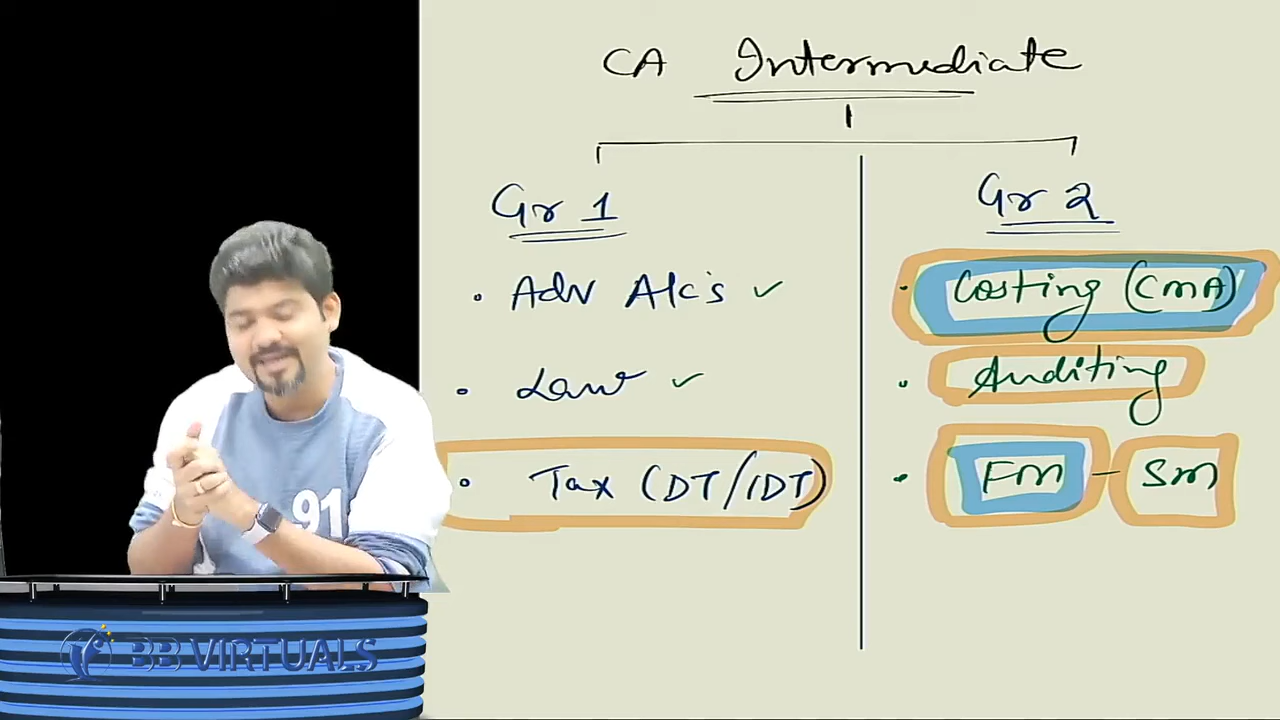 CA Intermediate
Gr 1
• Adv A/c's ✓
• Law ✓
• Tax (DT/IDT)
Gr 2
• Costing (CMA)
• Auditing
• FM - SM
91
BB VIRTUALS